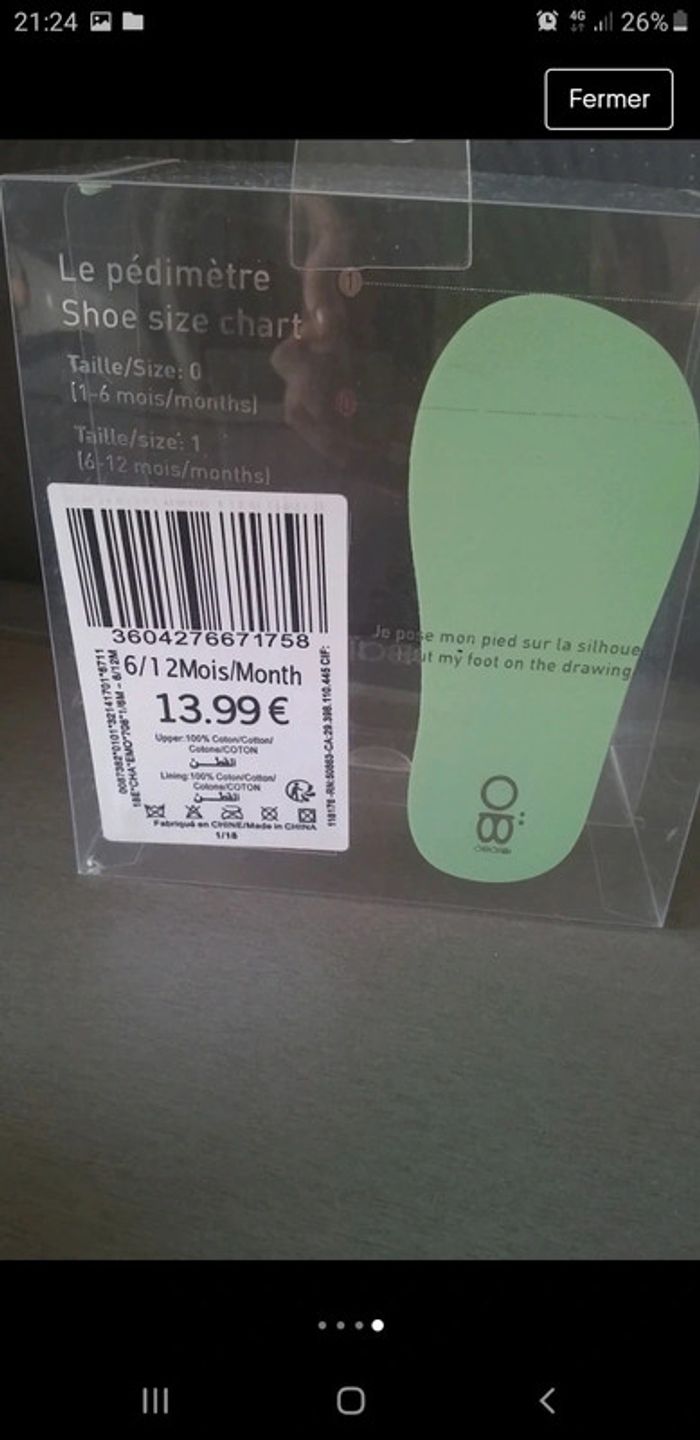 21:24
4G
26%
Fermer
Le pédimètre
Shoe size chart
1
Taille/Size: 0
(1-6 mois/months)
0
Taille/size: 1
(6-12 mois/months)
3604276671758
6/12Mois/Month
13.99 €
Upper:100% Coton/Cotton/
Cotone/COTON
القطن
Lining:100% Coton/Cotton/
Cotone/COTON
القطن
Fabriqué en CHINE/Made in CHINA
1/18
Je pose mon pied sur la
my foot on the drawing